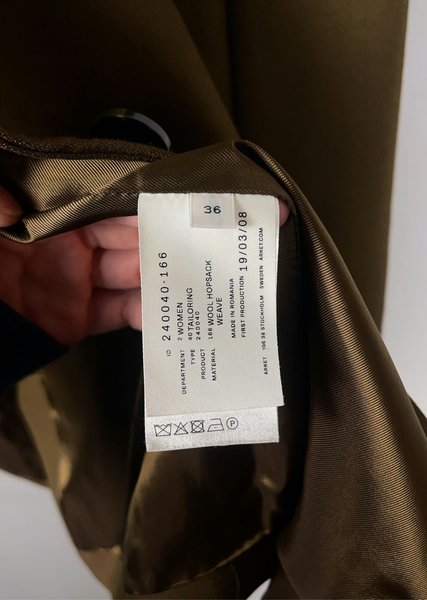 36
ID 240040-166
DEPARTMENT 2 WOMEN
TYPE 40 TAILORING
PRODUCT 240040
MATERIAL 166 WOOL HOPSACK
WEAVE
MADE IN ROMANIA
FIRST PRODUCTION 19/03/08
ARKET 106 38 STOCKHOLM SWEDEN ARKET.COM
P